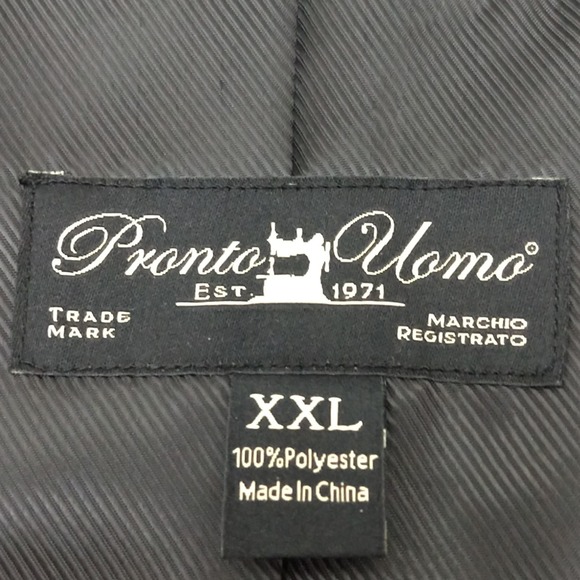 Pronto Uomo®
EST. 1971
TRADE MARK
MARCHIO REGISTRATO
XXL
100%Polyester
Made In China